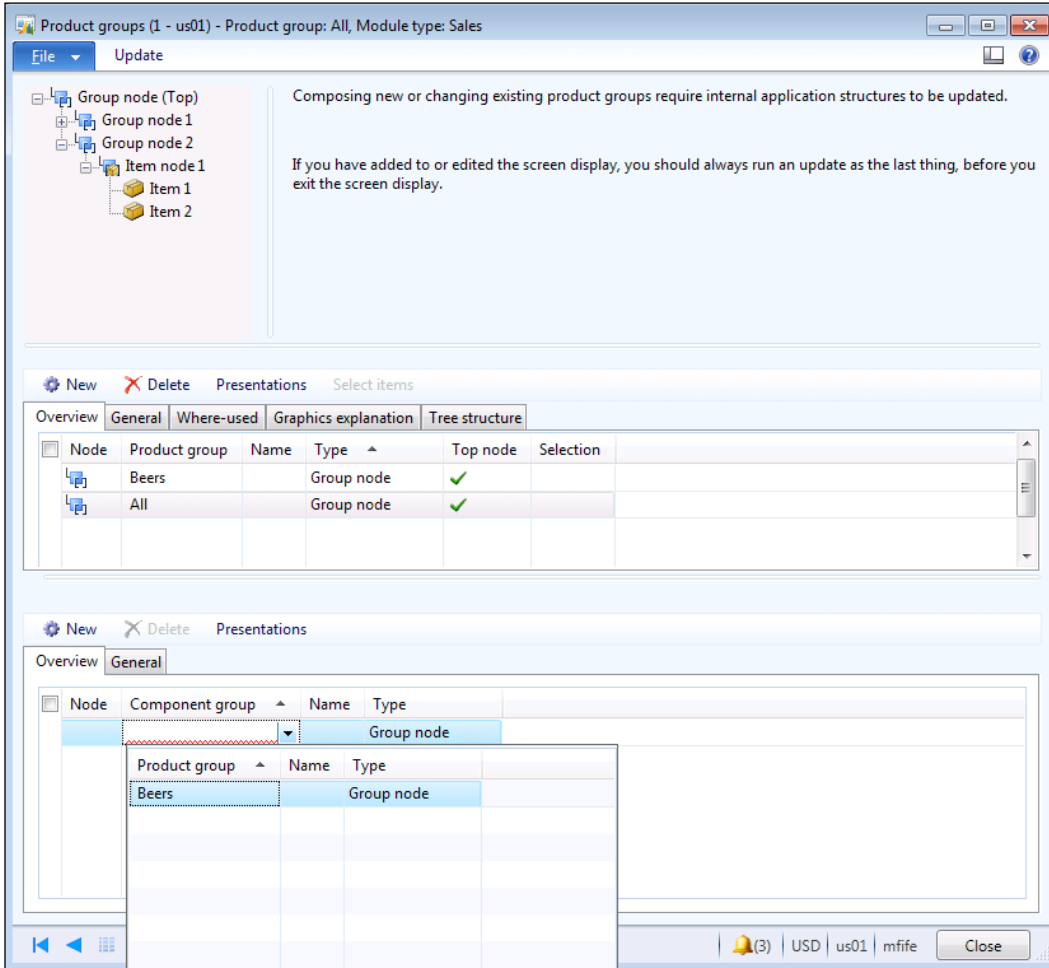 Product groups (1 - us01) - Product group: All, Module type: Sales
File Update
Group node (Top)
Group node 1
Group node 2
Item node 1
Item 1
Item 2
Composing new or changing existing product groups require internal application structures to be updated.
If you have added to or edited the screen display, you should always run an update as the last thing, before you
exit the screen display.
New Delete Presentations Select items
Overview General Where-used Graphics explanation Tree structure
Node Product group Name Type Top node Selection
Beers Group node
All Group node
New Delete Presentations
Overview General
Node Component group Name Type
Group node
Product group Name Type
Beers Group node
(3) USD us01 mfife Close